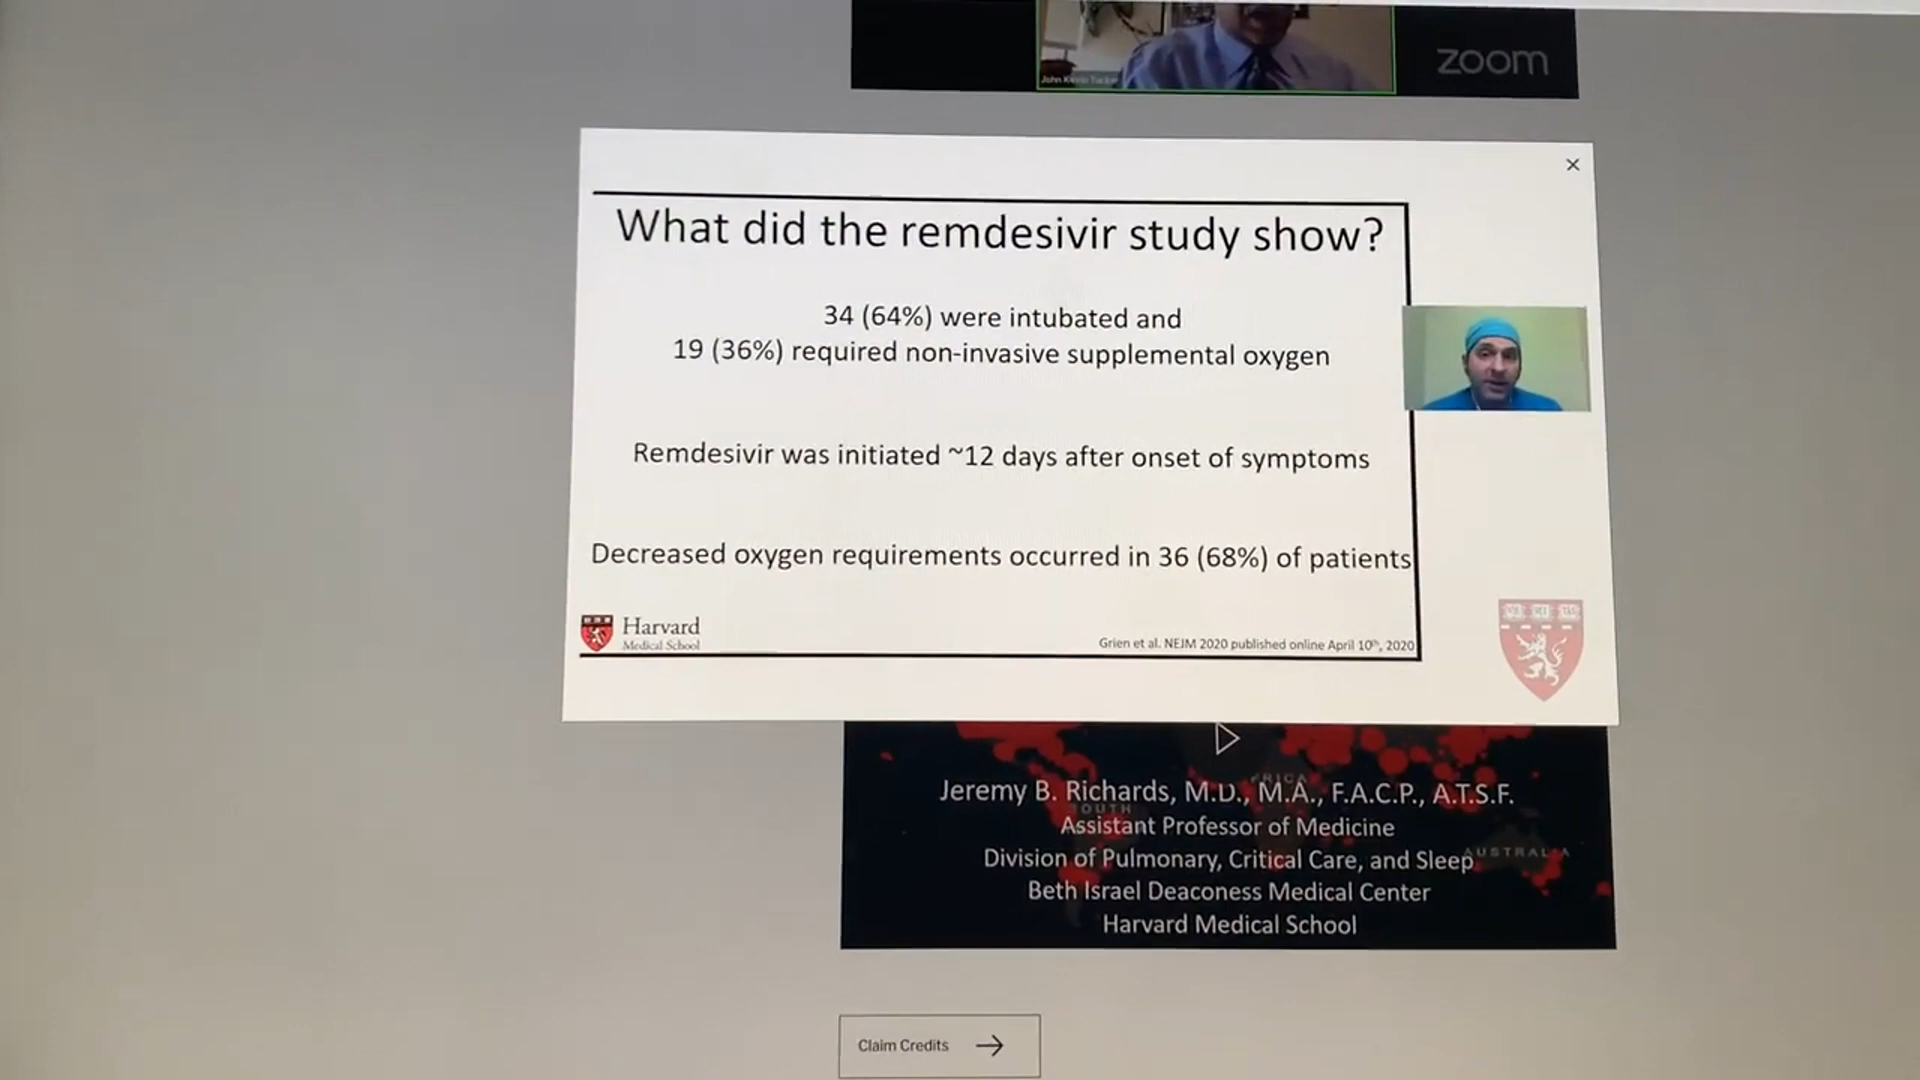 zoom
What did the remdesivir study show?
34 (64%) were intubated and
19 (36%) required non-invasive supplemental oxygen
Remdesivir was initiated ~12 days after onset of symptoms
Decreased oxygen requirements occurred in 36 (68%) of patients
Harvard
Medical School
Grien et al. NEJM 2020 published online April 10th, 2020
Jeremy B. Richards, M.D., M.A., F.A.C.P., A.T.S.F.
Assistant Professor of Medicine
Division of Pulmonary, Critical Care, and Sleep
AUSTRALIA
Beth Israel Deaconess Medical Center
Harvard Medical School
Claim Credits